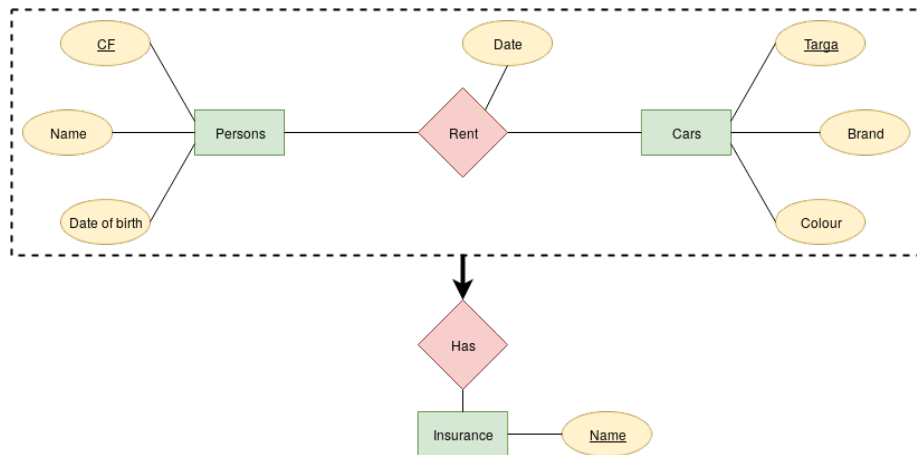 CF
Date
Targa
Name
Persons
Rent
Cars
Brand
Date of birth
Colour
Has
Insurance
Name